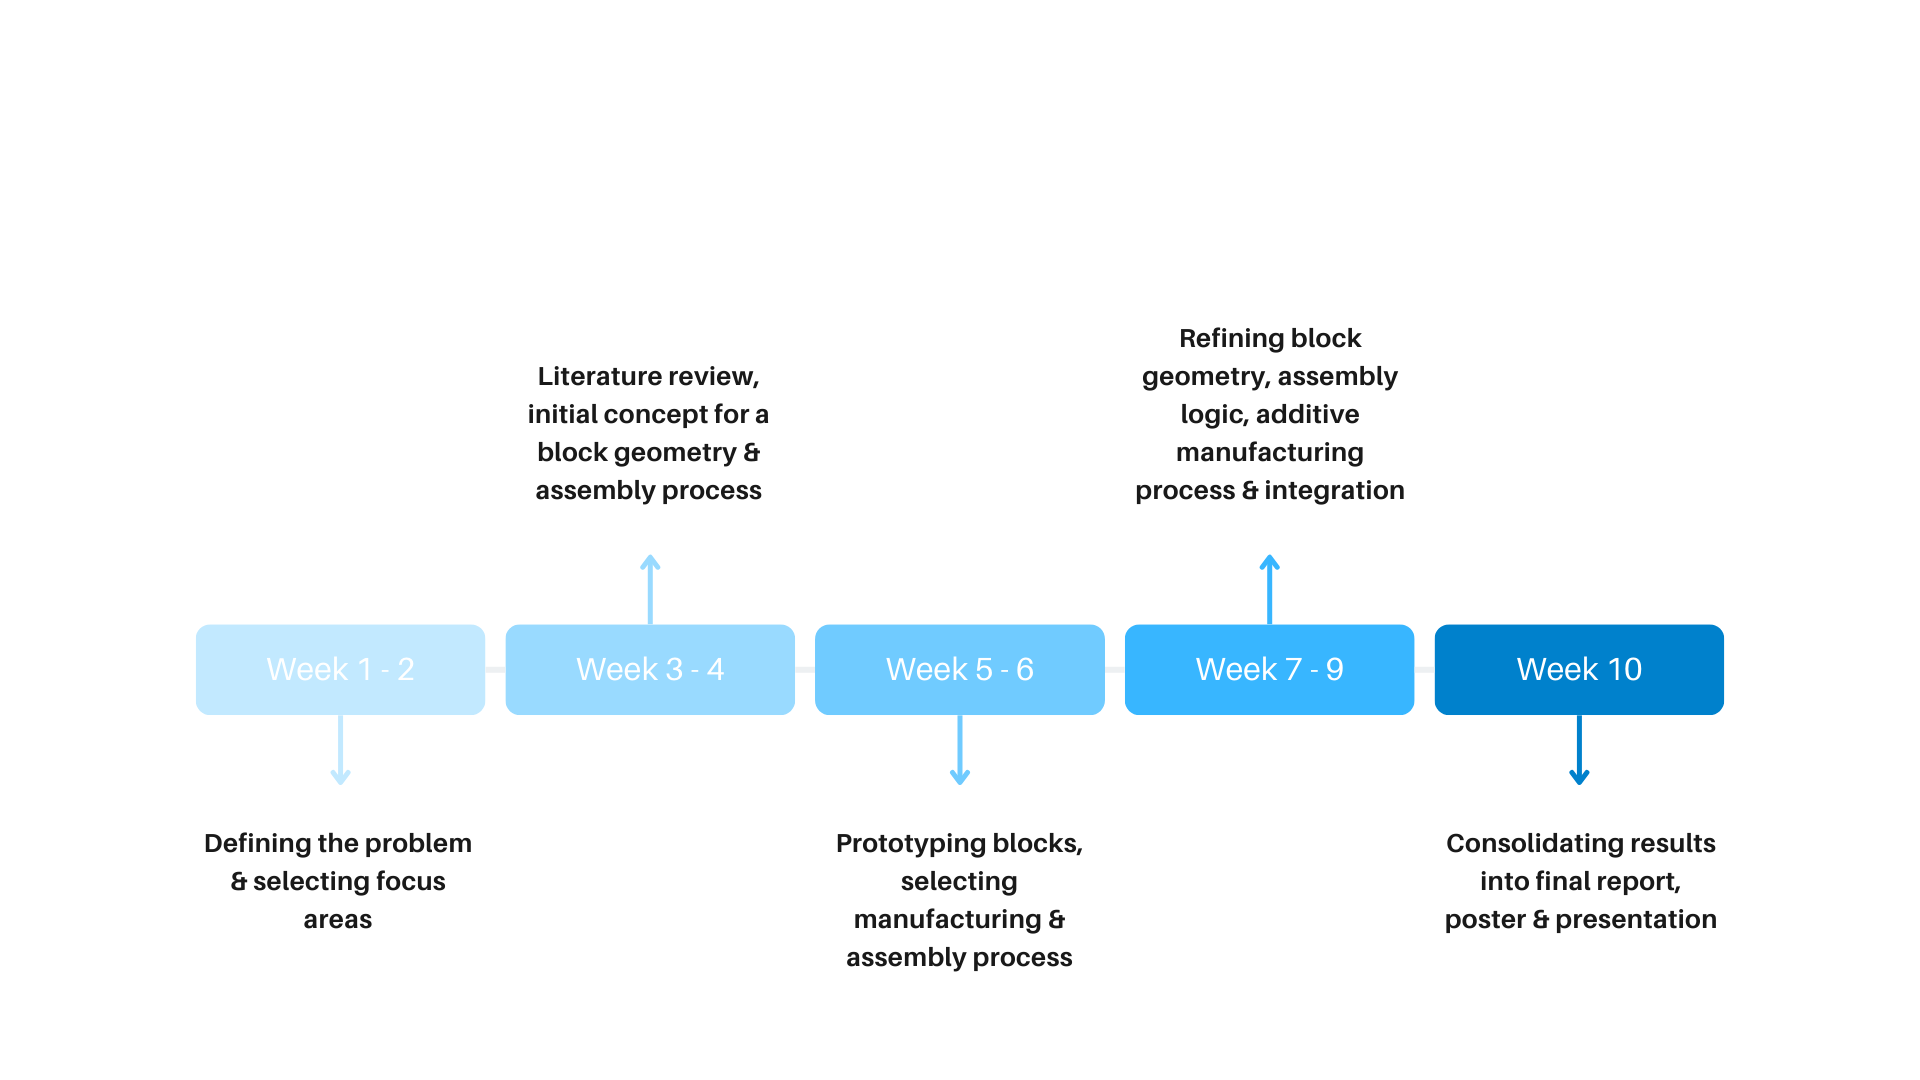 Refining block
geometry, assembly
logic, additive
manufacturing
process & integration
Literature review,
initial concept for a
block geometry &
assembly process
Week 1 - 2
Week 3 - 4
Week 5 - 6
Week 7 - 9
Week 10
Defining the problem
& selecting focus
areas
Prototyping blocks,
selecting
manufacturing &
assembly process
Consolidating results
into final report,
poster & presentation